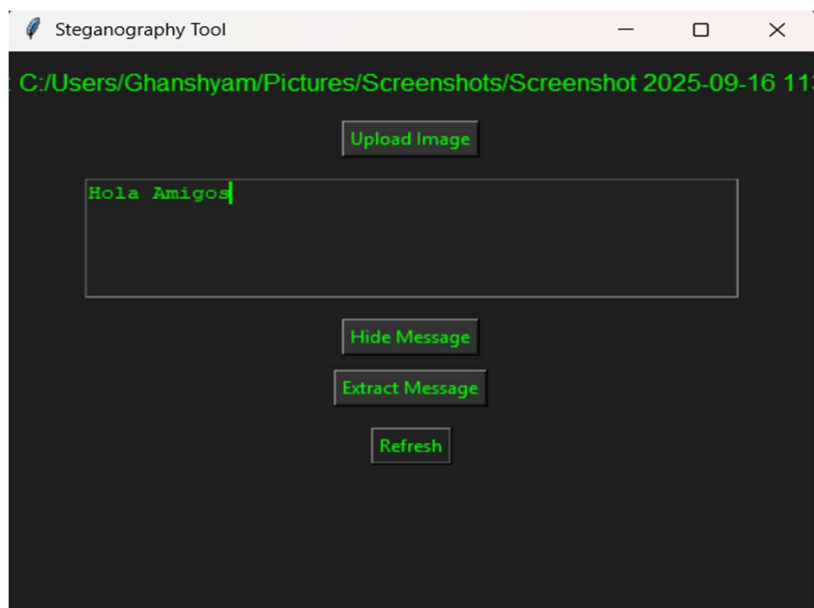 Steganography Tool
: C:/Users/Ghanshyam/Pictures/Screenshots/Screenshot 2025-09-16 113
Upload Image
Hola Amigos
Hide Message
Extract Message
Refresh